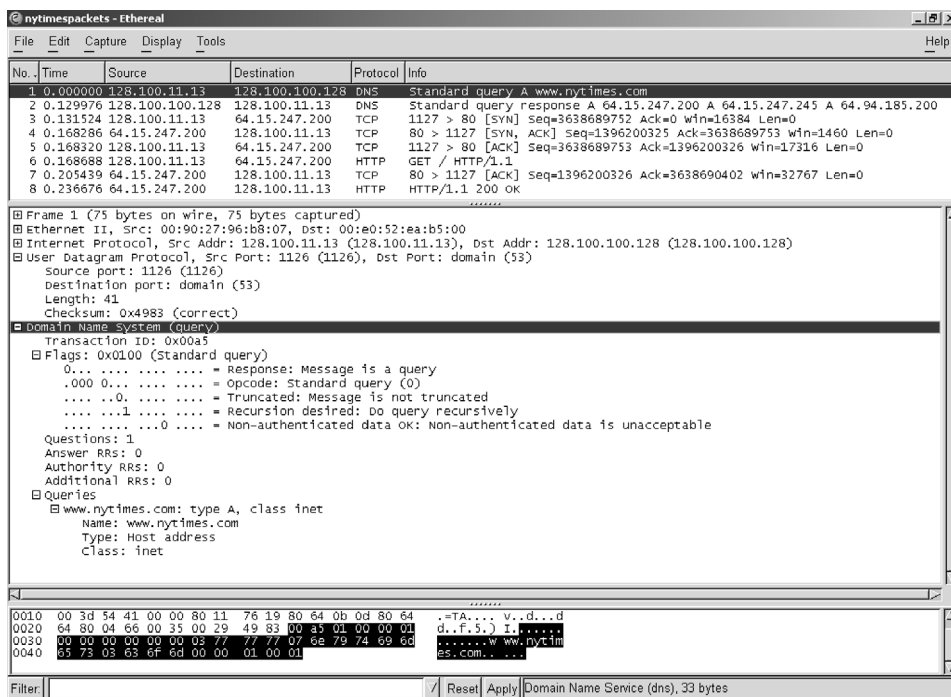 nytimespackets - Ethereal
File Edit Capture Display Tools Help
No. . Time Source Destination Protocol Info
1 0.000000 128.100.11.13 128.100.100.128 DNS Standard query A www.nytimes.com
2 0.129976 128.100.100.128 128.100.11.13 DNS Standard query response A 64.15.247.200 A 64.15.247.245 A 64.94.185.200
3 0.131524 128.100.11.13 64.15.247.200 TCP 1127 > 80 [SYN] Seq=3638689752 Ack=0 Win=16384 Len=0
4 0.168286 64.15.247.200 128.100.11.13 TCP 80 > 1127 [SYN, ACK] Seq=1396200325 Ack=3638689753 Win=1460 Len=0
5 0.168320 128.100.11.13 64.15.247.200 TCP 1127 > 80 [ACK] Seq=3638689753 Ack=1396200326 Win=17316 Len=0
6 0.168688 128.100.11.13 64.15.247.200 HTTP GET / HTTP/1.1
7 0.205439 64.15.247.200 128.100.11.13 TCP 80 > 1127 [ACK] Seq=1396200326 Ack=3638690402 Win=32767 Len=0
8 0.236676 64.15.247.200 128.100.11.13 HTTP HTTP/1.1 200 OK
Frame 1 (75 bytes on wire, 75 bytes captured)
Ethernet II, Src: 00:90:27:96:b8:07, Dst: 00:e0:52:ea:b5:00
Internet Protocol, Src Addr: 128.100.11.13 (128.100.11.13), Dst Addr: 128.100.100.128 (128.100.100.128)
User Datagram Protocol, Src Port: 1126 (1126), Dst Port: domain (53)
Source port: 1126 (1126)
Destination port: domain (53)
Length: 41
Checksum: 0x4983 (correct)
Domain Name System (query)
Transaction ID: 0x00a5
Flags: 0x0100 (Standard query)
0... .... .... .... = Response: Message is a query
.000 0... .... .... = Opcode: Standard query (0)
.... ..0. .... .... = Truncated: Message is not truncated
.... ...1 .... .... = Recursion desired: Do query recursively
.... .... ...0 .... = Non-authenticated data OK: Non-authenticated data is unacceptable
Questions: 1
Answer RRs: 0
Authority RRs: 0
Additional RRs: 0
Queries
www.nytimes.com: type A, class inet
Name: www.nytimes.com
Type: Host address
Class: inet
0010 00 3d 54 41 00 00 80 11 76 19 80 64 0b 0d 80 64 .=TA.... v..d...d
0020 64 80 04 66 00 35 00 29 49 83 00 a5 01 00 00 01 d..f.5.) I.......
0030 00 00 00 00 00 00 03 77 77 77 07 6e 79 74 69 6d .......w ww.nytim
0040 65 73 03 63 6f 6d 00 00 01 00 01 es.com.. ...
Filter: / Reset Apply Domain Name Service (dns), 33 bytes